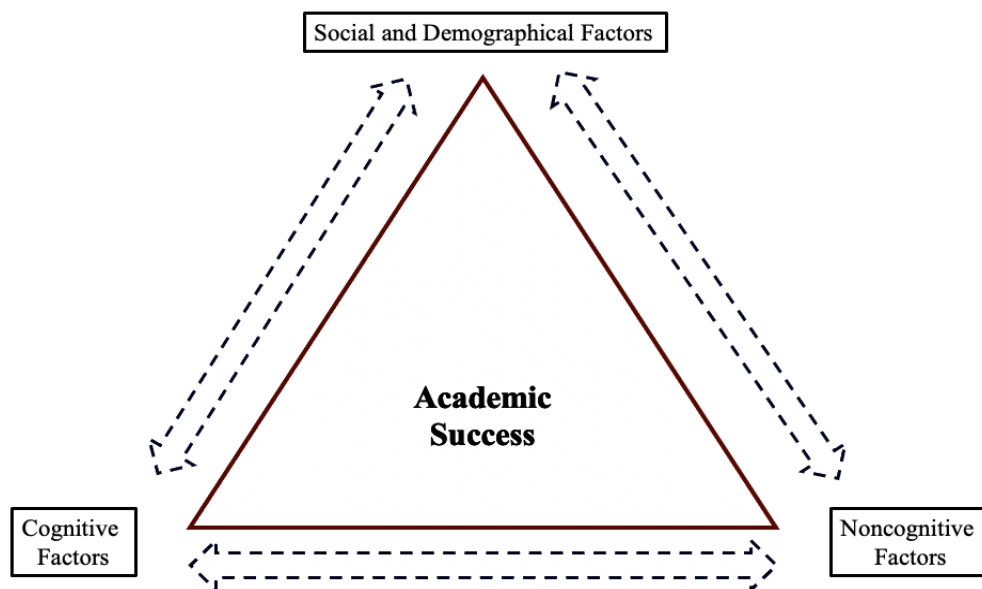 Social and Demographical Factors
Academic
Success
Cognitive
Factors
Noncognitive
Factors